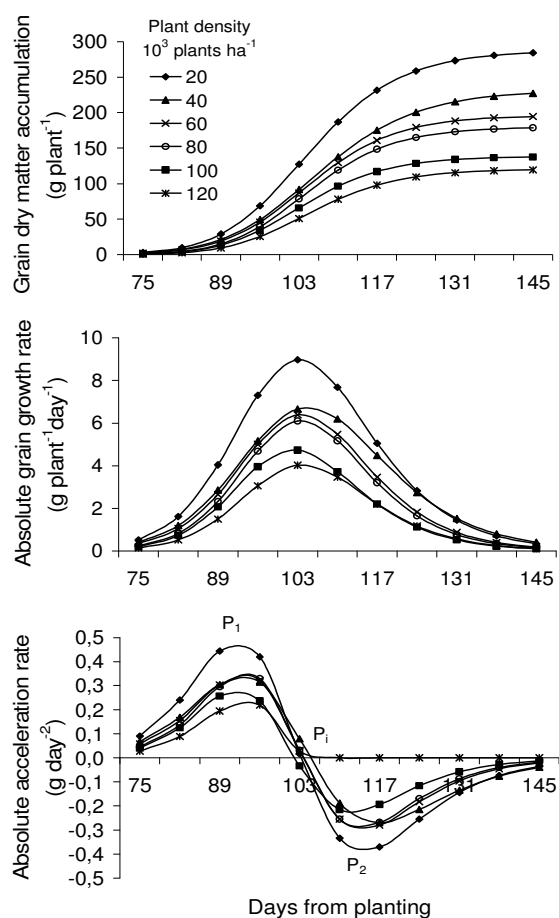 Plant density
10³ plants ha⁻¹
20
40
60
80
100
120
Grain dry matter accumulation
(g plant⁻¹)
300
250
200
150
100
50
0
75 89 103 117 131 145
Absolute grain growth rate
(g plant⁻¹day⁻¹)
10
8
6
4
2
0
75 89 103 117 131 145
Absolute acceleration rate
(g day⁻²)
0,5
0,4
0,3
0,2
0,1
0,0
-0,1
-0,2
-0,3
-0,4
-0,5
P₁
Pᵢ
P₂
75 89 103 117 131 145
Days from planting